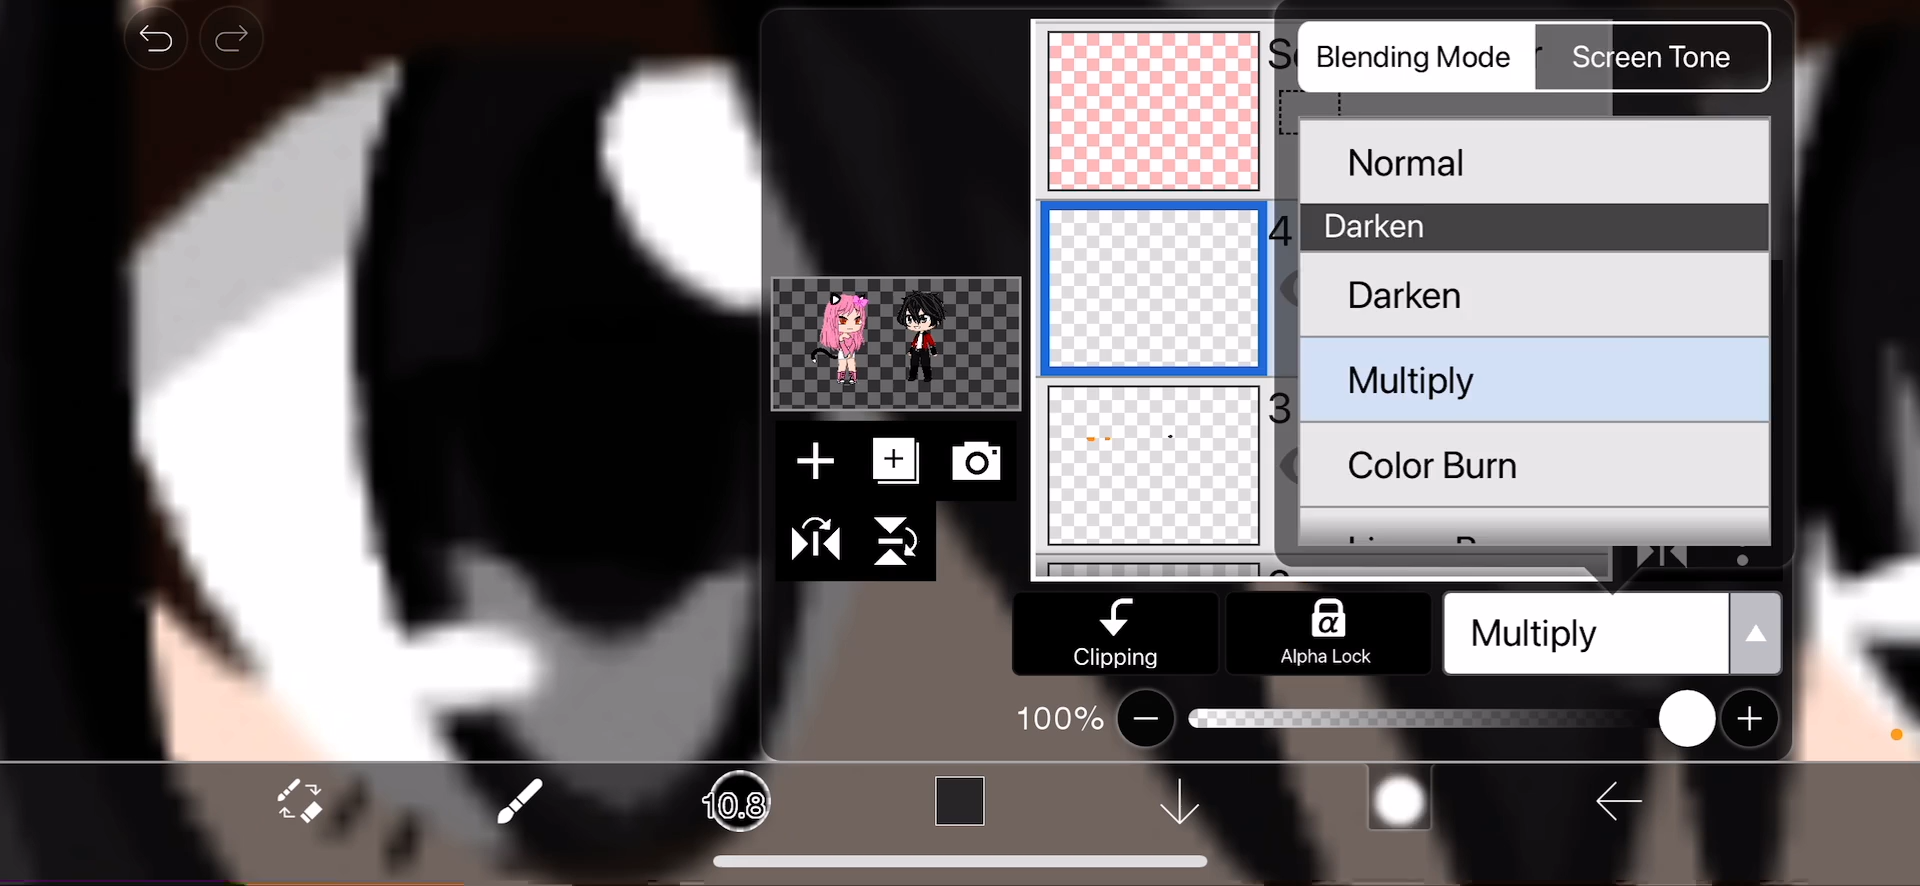 Blending Mode
Screen Tone
Normal
4
Darken
Darken
Multiply
3
Color Burn
Clipping
α
Alpha Lock
Multiply
100%
10.8